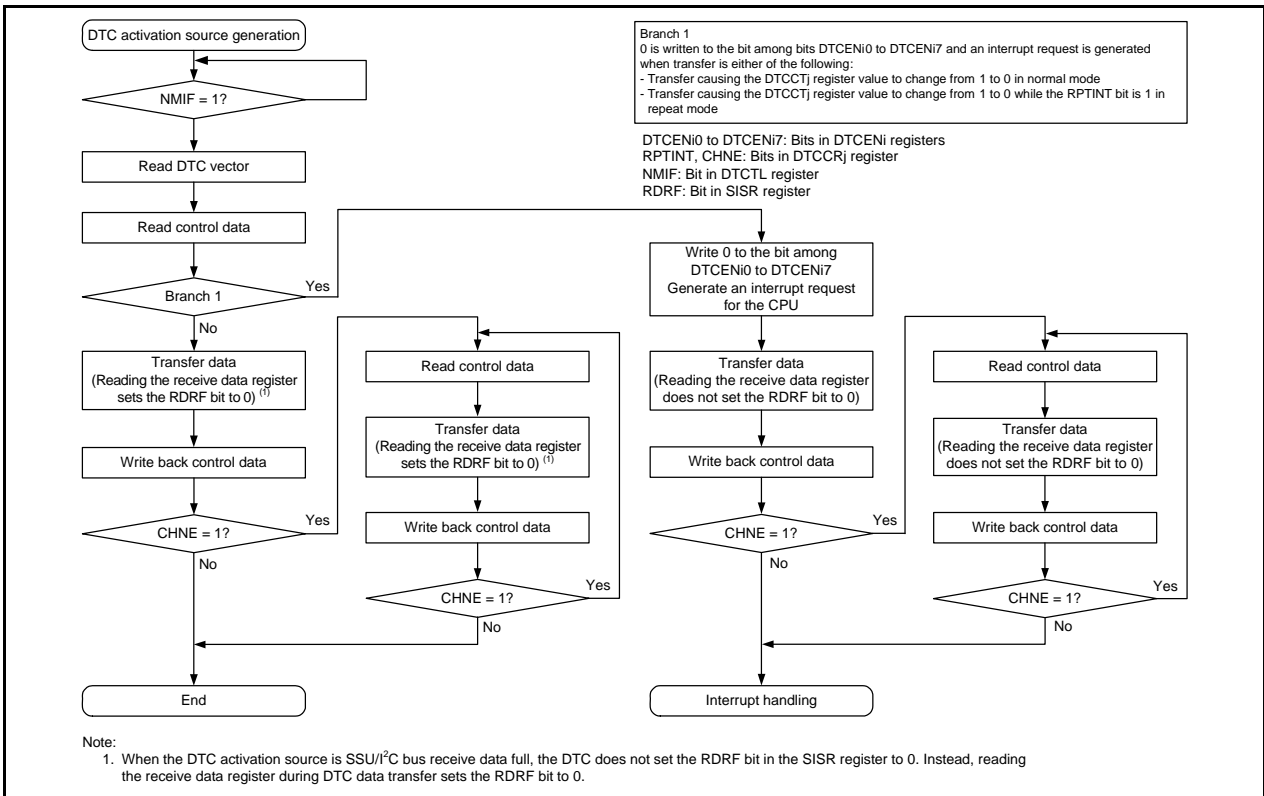 DTC activation source generation
NMIF = 1?
Read DTC vector
Read control data
Branch 1
Yes
No
Transfer data
(Reading the receive data register
sets the RDRF bit to 0) (1)
Write back control data
CHNE = 1?
Yes
No
End
Read control data
Transfer data
(Reading the receive data register
sets the RDRF bit to 0) (1)
Write back control data
CHNE = 1?
Yes
No
Branch 1
0 is written to the bit among bits DTCENi0 to DTCENi7 and an interrupt request is generated
when transfer is either of the following:
- Transfer causing the DTCCTj register value to change from 1 to 0 in normal mode
- Transfer causing the DTCCTj register value to change from 1 to 0 while the RPTINT bit is 1 in
repeat mode
DTCENi0 to DTCENi7: Bits in DTCENi registers
RPTINT, CHNE: Bits in DTCCRj register
NMIF: Bit in DTCTL register
RDRF: Bit in SISR register
Write 0 to the bit among
DTCENi0 to DTCENi7
Generate an interrupt request
for the CPU
Transfer data
(Reading the receive data register
does not set the RDRF bit to 0)
Write back control data
CHNE = 1?
Yes
No
Interrupt handling
Read control data
Transfer data
(Reading the receive data register
does not set the RDRF bit to 0)
Write back control data
CHNE = 1?
Yes
No
Note:
1. When the DTC activation source is SSU/I2C bus receive data full, the DTC does not set the RDRF bit in the SISR register to 0. Instead, reading
the receive data register during DTC data transfer sets the RDRF bit to 0.